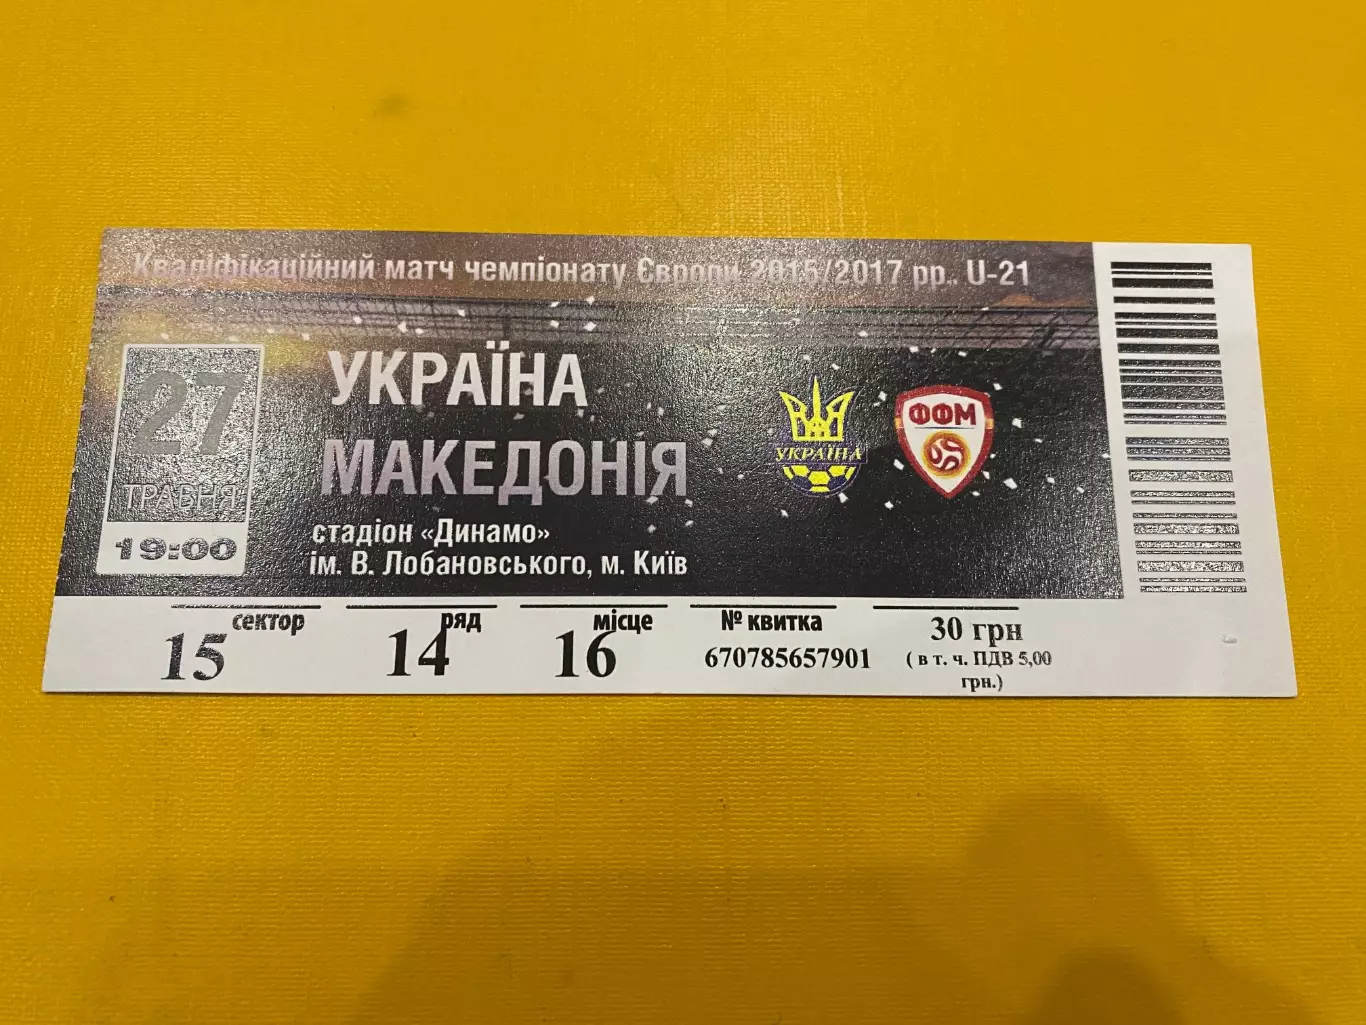 Кваліфікаційний матч чемпіонату Європи 2015/2017 рр.. U-21
27
ТРАВНЯ
19:00
УКРАЇНА
МАКЕДОНІЯ
стадіон «Динамо»
ім. В. Лобановського, м. Київ
УКРАЇНА
ФФМ
сектор
15
ряд
14
місце
16
№ квитка
670785657901
30 грн
( в т. ч. ПДВ 5,00
грн.)